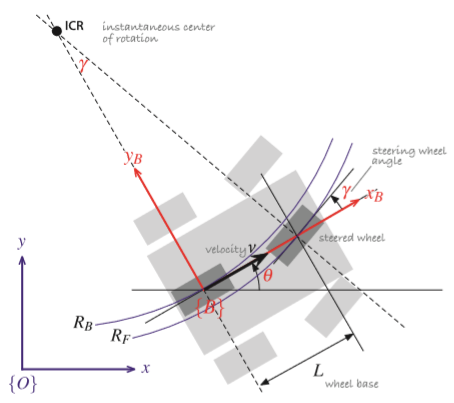 ICR
instantaneous center
of rotation
γ
y_B
steering wheel
angle
γ
x_B
velocity v
steered wheel
y
θ
{B}
R_B
R_F
x
L
wheel base
{O}